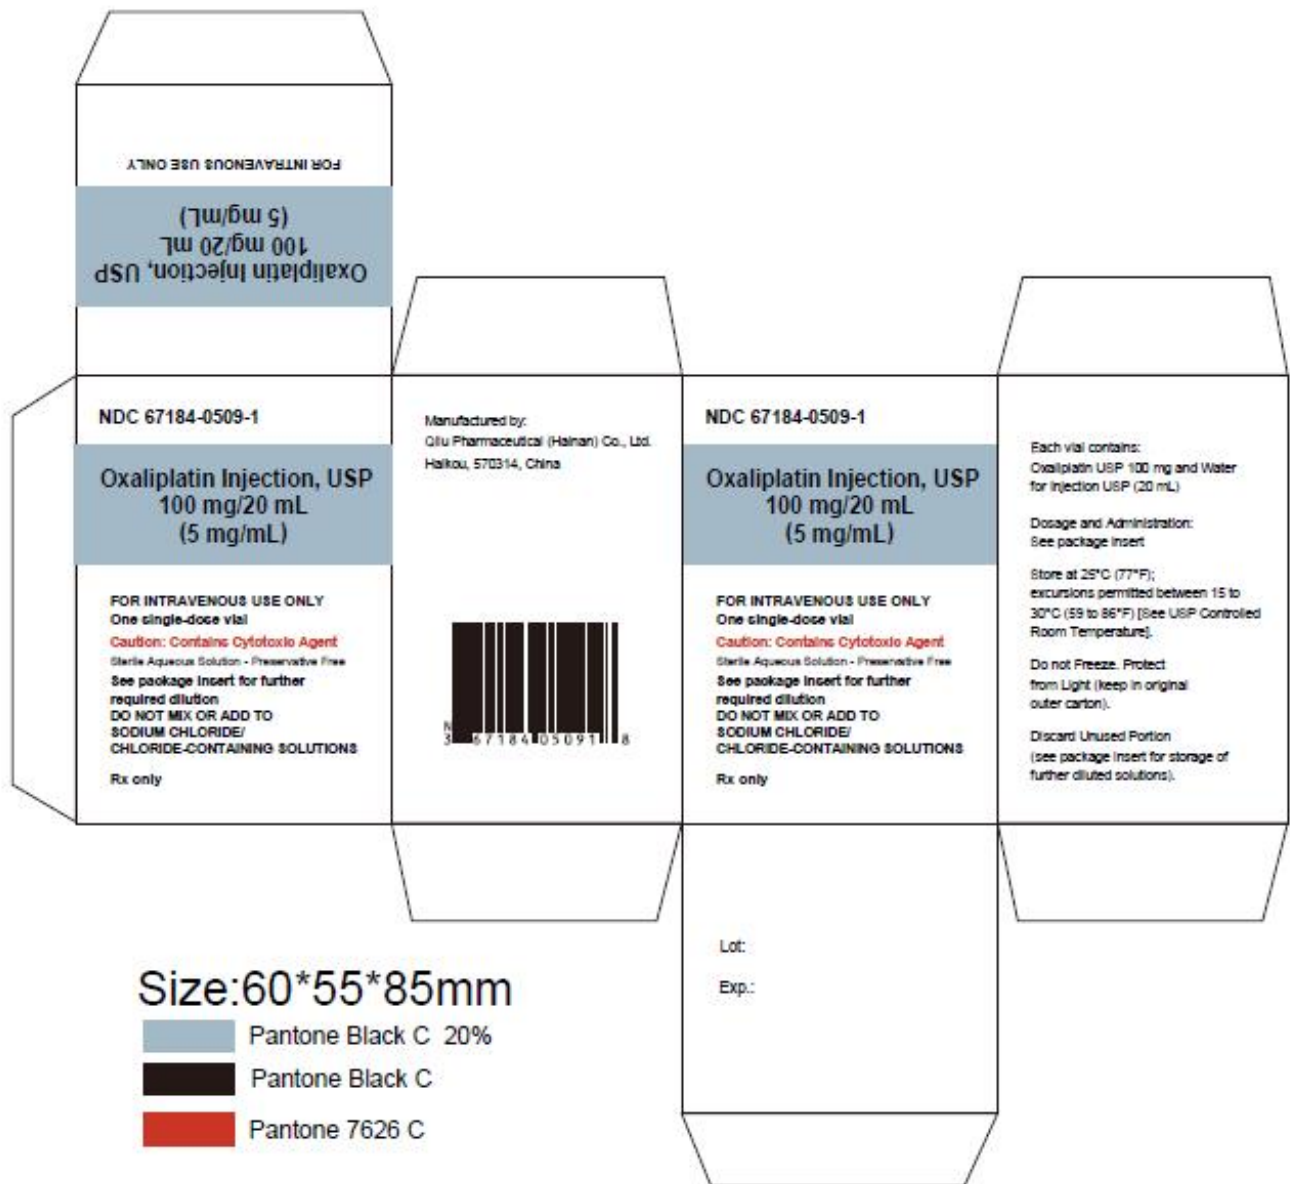 FOR INTRAVENOUS USE ONLY
Oxaliplatin Injection, USP
100 mg/20 mL
(5 mg/mL)
NDC 67184-0509-1
Oxaliplatin Injection, USP
100 mg/20 mL
(5 mg/mL)
FOR INTRAVENOUS USE ONLY
One single-dose vial
Caution: Contains Cytotoxic Agent
Sterile Aqueous Solution - Preservative Free
See package insert for further
required dilution
DO NOT MIX OR ADD TO
SODIUM CHLORIDE/
CHLORIDE-CONTAINING SOLUTIONS
Rx only
Manufactured by:
Qilu Pharmaceutical (Hainan) Co., Ltd.
Haikou, 570314, China
N
3 67184 05091 8
NDC 67184-0509-1
Oxaliplatin Injection, USP
100 mg/20 mL
(5 mg/mL)
FOR INTRAVENOUS USE ONLY
One single-dose vial
Caution: Contains Cytotoxic Agent
Sterile Aqueous Solution - Preservative Free
See package insert for further
required dilution
DO NOT MIX OR ADD TO
SODIUM CHLORIDE/
CHLORIDE-CONTAINING SOLUTIONS
Rx only
Each vial contains:
Oxaliplatin USP 100 mg and Water
for Injection USP (20 mL)
Dosage and Administration:
See package insert
Store at 25°C (77°F);
excursions permitted between 15 to
30°C (59 to 86°F) [See USP Controlled
Room Temperature].
Do not Freeze. Protect
from Light (keep in original
outer carton).
Discard Unused Portion
(see package insert for storage of
further diluted solutions).
Lot:
Exp.:
Size:60*55*85mm
Pantone Black C 20%
Pantone Black C
Pantone 7626 C